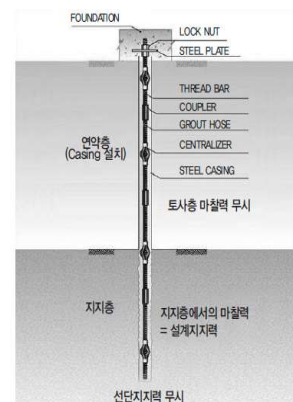 FOUNDATION
LOCK NUT
STEEL PLATE
THREAD BAR
COUPLER
GROUT HOSE
CENTRALIZER
STEEL CASING
연약층
(Casing 설치)
토사층 마찰력 무시
지지층
지지층에서의 마찰력
= 설계지지력
선단지지력 무시